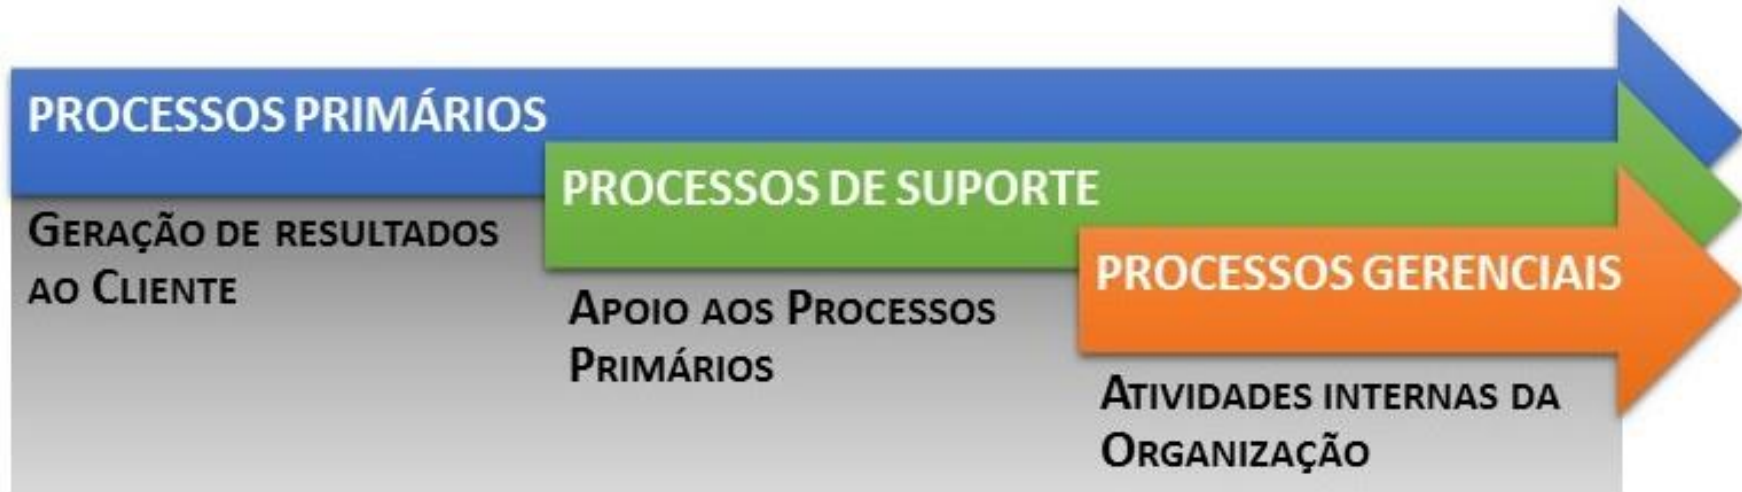 PROCESSOS PRIMÁRIOS
GERAÇÃO DE RESULTADOS
AO CLIENTE
PROCESSOS DE SUPORTE
APOIO AOS PROCESSOS
PRIMÁRIOS
PROCESSOS GERENCIAIS
ATIVIDADES INTERNAS DA
ORGANIZAÇÃO